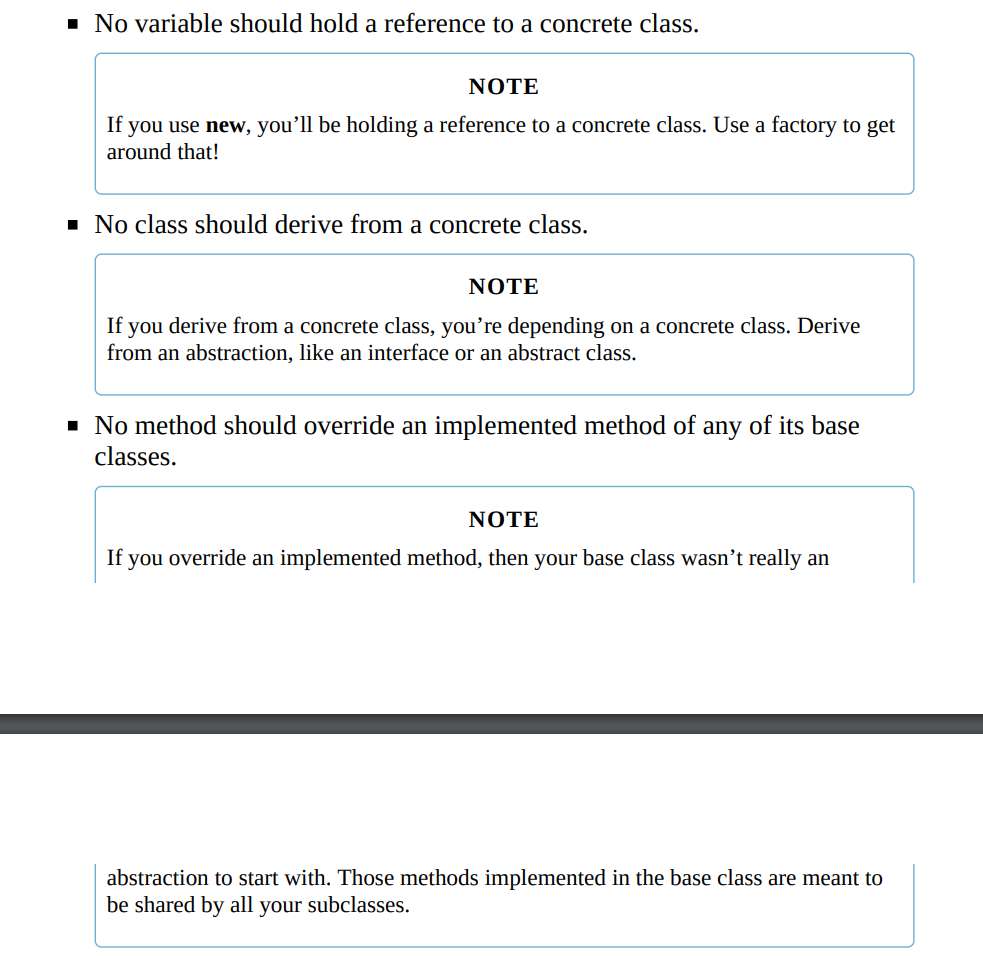 ▪ No variable should hold a reference to a concrete class.
NOTE
If you use new, you’ll be holding a reference to a concrete class. Use a factory to get
around that!
▪ No class should derive from a concrete class.
NOTE
If you derive from a concrete class, you’re depending on a concrete class. Derive
from an abstraction, like an interface or an abstract class.
▪ No method should override an implemented method of any of its base
classes.
NOTE
If you override an implemented method, then your base class wasn’t really an
abstraction to start with. Those methods implemented in the base class are meant to
be shared by all your subclasses.